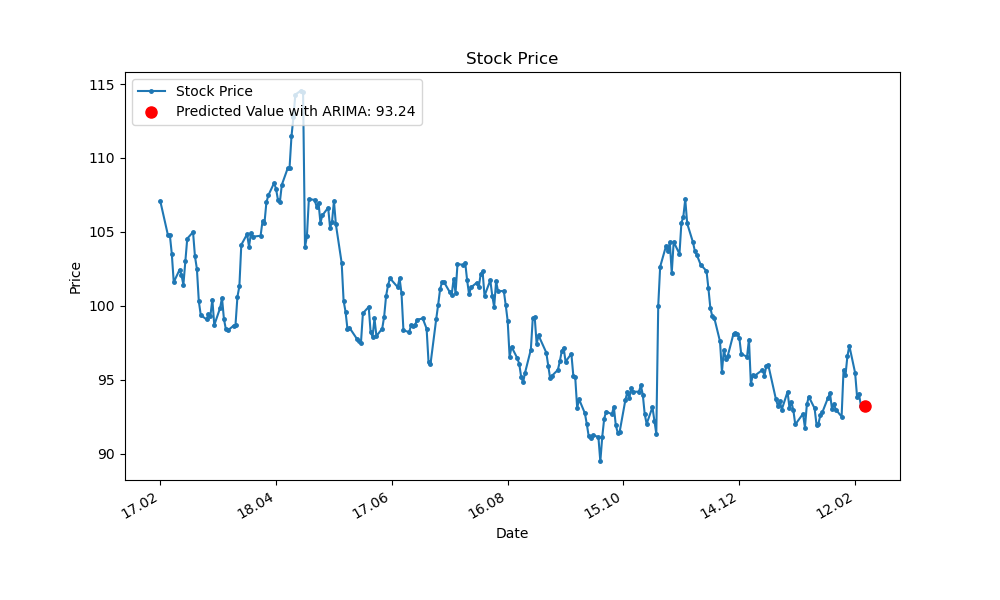 Stock Price
Stock Price
Predicted Value with ARIMA: 93.24
115
110
105
100
95
90
Price
17.02
18.04
17.06
16.08
15.10
14.12
12.02
Date